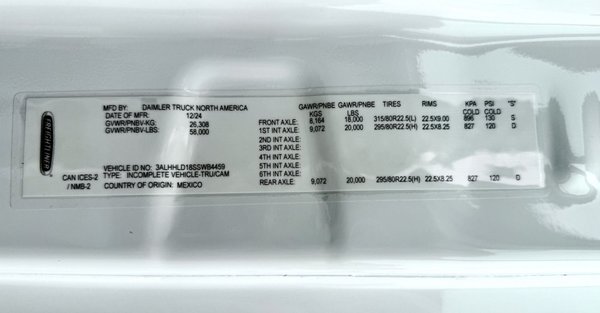 FREIGHTLINER
MFD BY: DAIMLER TRUCK NORTH AMERICA
DATE OF MFR: 12/24
GVWR/PNBV-KG: 26,308
GVWR/PNBV-LBS: 58,000
VEHICLE ID NO.: 3ALHHLD18SSWB4459
CAN ICES-2 TYPE: INCOMPLETE VEHICLE-TRU/CAM
/ NMB-2 COUNTRY OF ORIGIN: MEXICO
GAWR/PNBE GAWR/PNBE TIRES RIMS KPA PSI "S"
KGS LBS COLD COLD
FRONT AXLE: 8,164 18,000 315/80R22.5(L) 22.5X9.00 896 130 S
1ST INT AXLE: 9,072 20,000 295/80R22.5(H) 22.5X8.25 827 120 D
2ND INT AXLE:
3RD INT AXLE:
4TH INT AXLE:
5TH INT AXLE:
6TH INT AXLE:
REAR AXLE: 9,072 20,000 295/80R22.5(H) 22.5X8.25 827 120 D